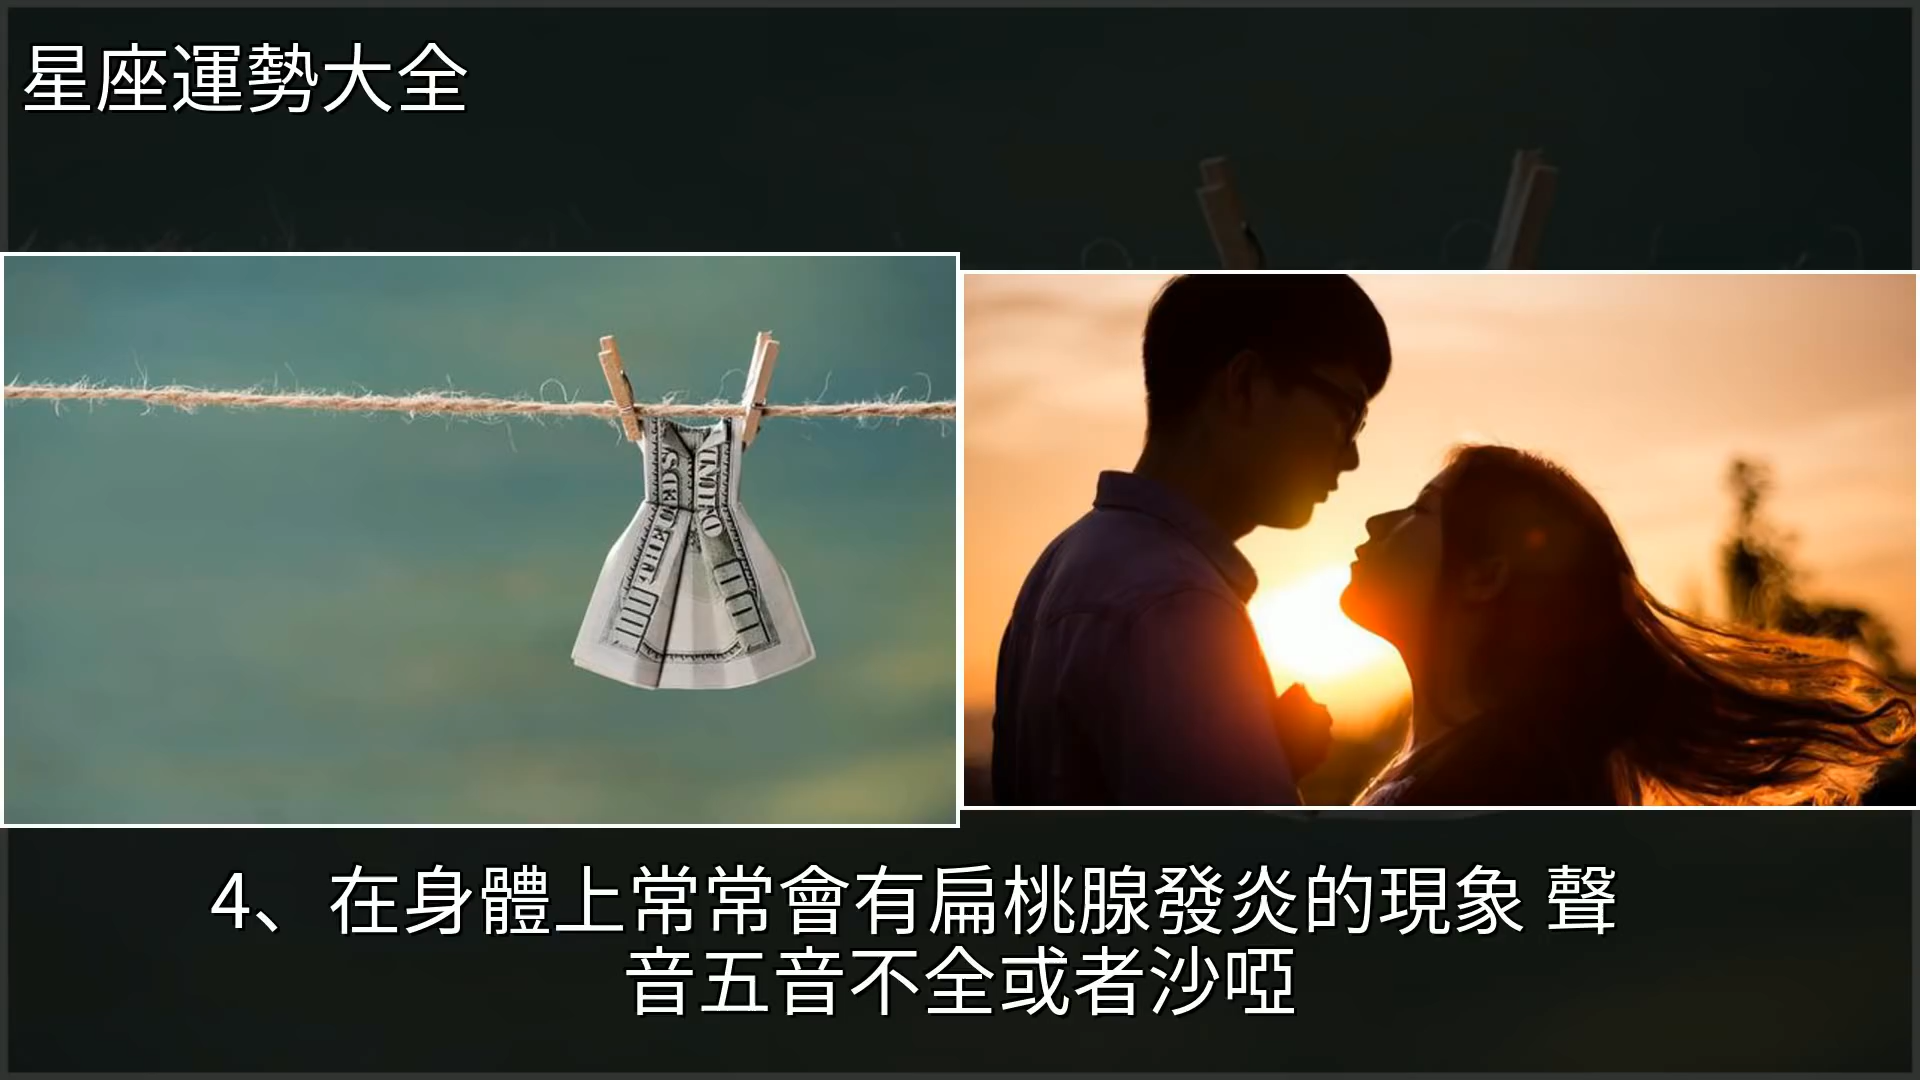 星座運勢大全
4、在身體上常常會有扁桃腺發炎的現象 聲
音五音不全或者沙啞